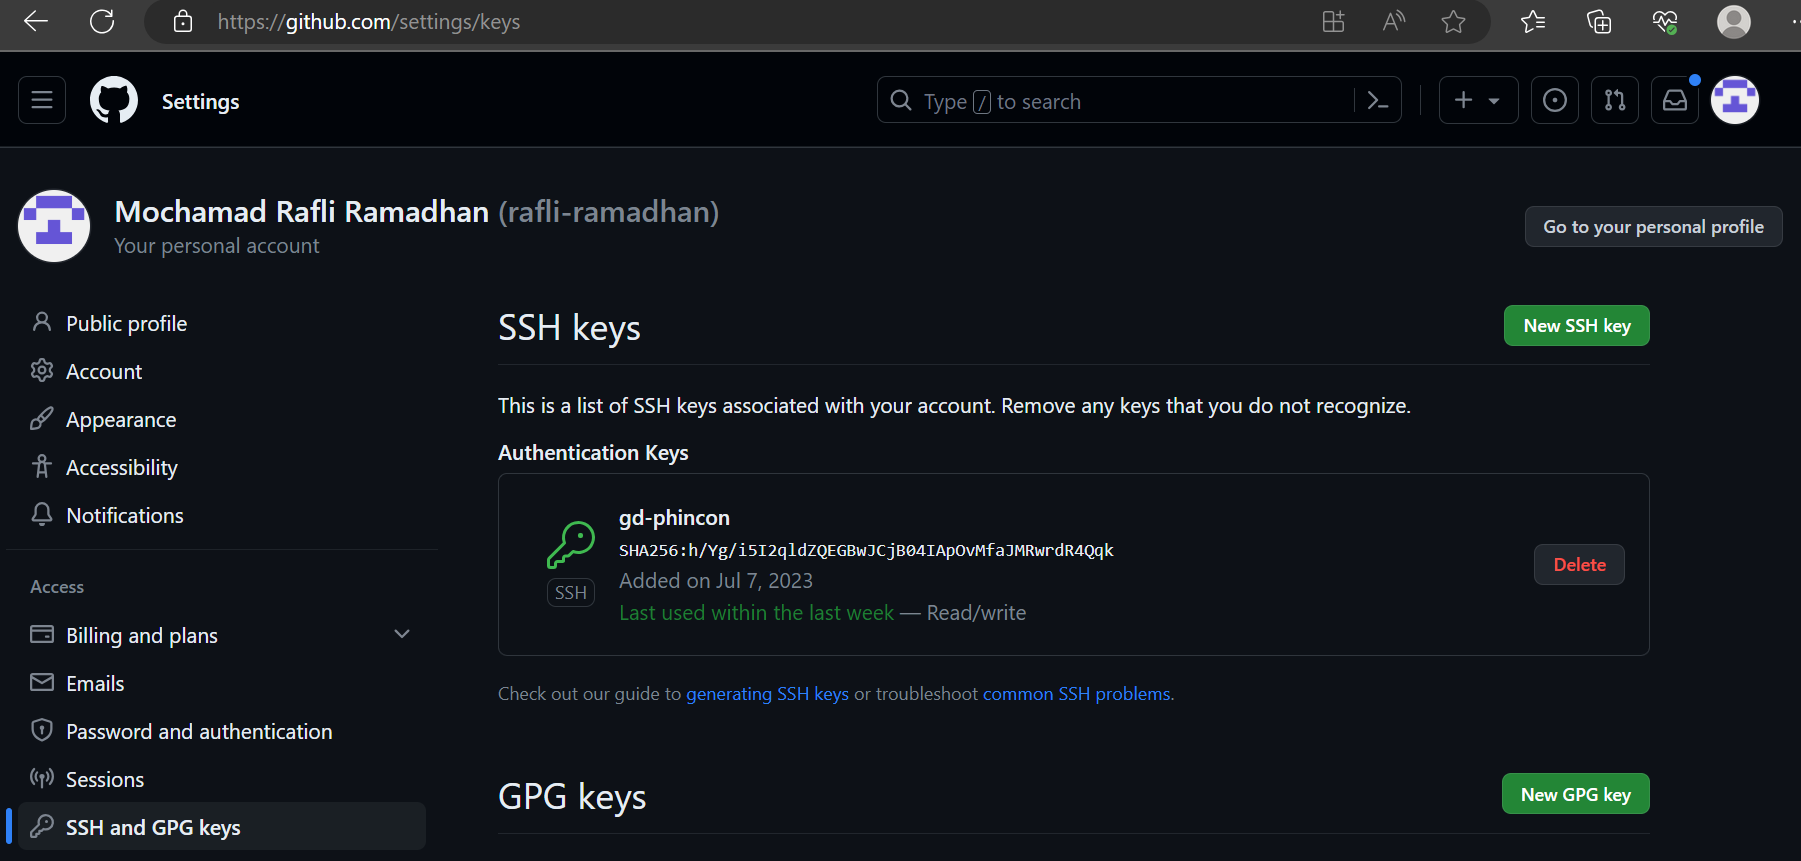 https://github.com/settings/keys
Settings
Type / to search
Mochamad Rafli Ramadhan (rafli-ramadhan)
Your personal account
Go to your personal profile
Public profile
Account
Appearance
Accessibility
Notifications
Access
Billing and plans
Emails
Password and authentication
Sessions
SSH and GPG keys
SSH keys
New SSH key
This is a list of SSH keys associated with your account. Remove any keys that you do not recognize.
Authentication Keys
gd-phincon
SHA256:h/Yg/i5I2qldZQEGBwJCjB04IApOvMfaJMRwrdR4Qqk
Added on Jul 7, 2023
SSH
Last used within the last week — Read/write
Delete
Check out our guide to generating SSH keys or troubleshoot common SSH problems.
GPG keys
New GPG key